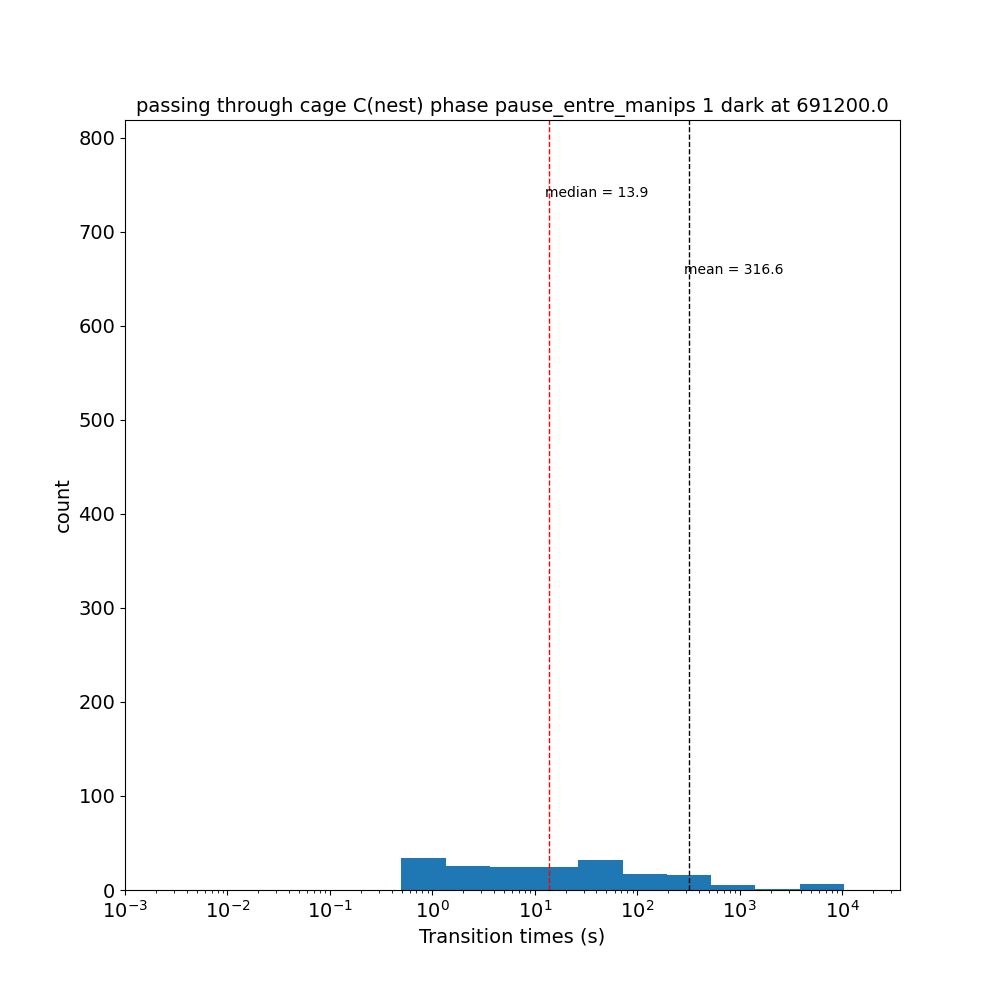 passing through cage C(nest) phase pause_entre_manips 1 dark at 691200.0
800
median = 13.9
700
mean = 316.6
600
500
count
400
300
200
100
0
10⁻³ 10⁻² 10⁻¹ 10⁰ 10¹ 10² 10³ 10⁴
Transition times (s)